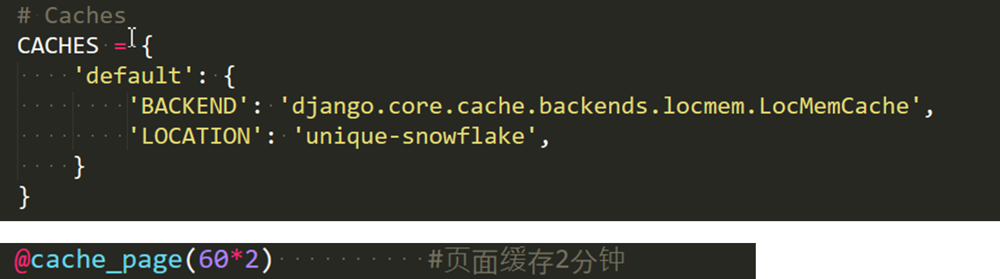 # Caches
CACHES = {
    'default': {
        'BACKEND': 'django.core.cache.backends.locmem.LocMemCache',
        'LOCATION': 'unique-snowflake',
    }
}
@cache_page(60*2)          #页面缓存2分钟